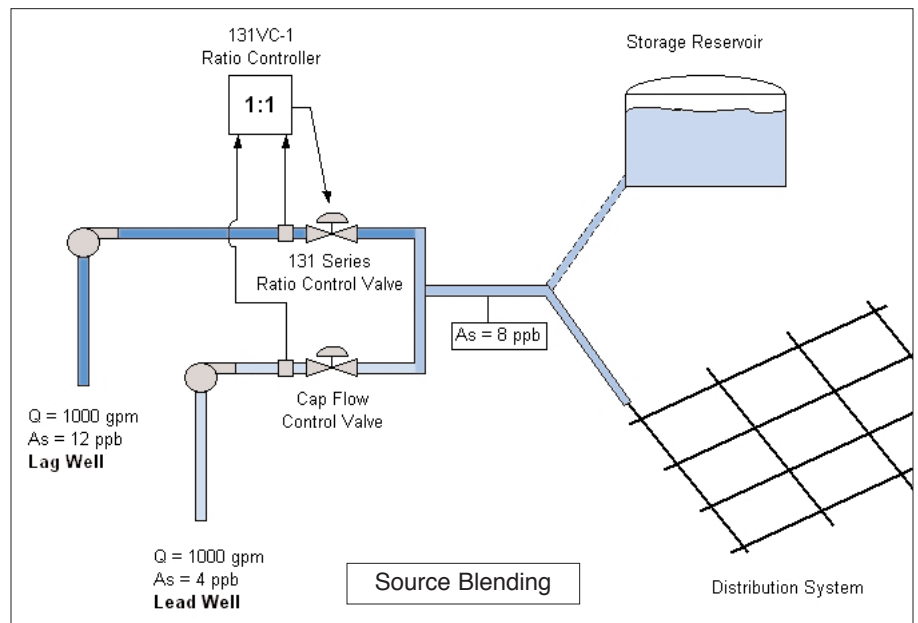 131VC-1
Ratio Controller
1:1
Storage Reservoir
131 Series
Ratio Control Valve
As = 8 ppb
Cap Flow
Control Valve
Q = 1000 gpm
As = 12 ppb
Lag Well
Q = 1000 gpm
As = 4 ppb
Lead Well
Source Blending
Distribution System